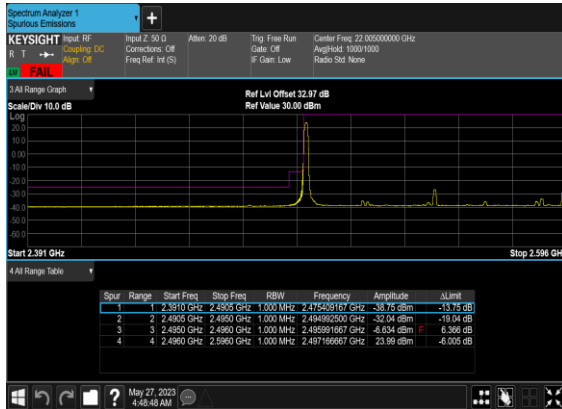 Spectrum Analyzer 1
Spurious Emissions
+
KEYSIGHT Input: RF Input Z: 50 Ω Atten: 20 dB Trig: Free Run Center Freq: 22.005000000 GHz
R T Coupling: DC Corrections: Off Gate: Off Avg|Hold: 1000/1000
Align: Off Freq Ref: Int (S) IF Gain: Low Radio Std: None
FAIL
3 All Range Graph
Ref Lvl Offset 32.97 dB
Scale/Div 10.0 dB Ref Value 30.00 dBm
Log
20.0
10.0
0.00
-10.0
-20.0
-30.0
-40.0
-50.0
-60.0
Start 2.391 GHz Stop 2.596 GH
4 All Range Table
Spur Range Start Freq Stop Freq RBW Frequency Amplitude ΔLimit
1 1 2.3910 GHz 2.4905 GHz 1.000 MHz 2.475409167 GHz -38.75 dBm -13.75 dB
2 2 2.4905 GHz 2.4950 GHz 1.000 MHz 2.494992500 GHz -32.04 dBm -19.04 dB
3 3 2.4950 GHz 2.4960 GHz 1.000 MHz 2.495991667 GHz -6.634 dBm F 6.366 dB
4 4 2.4960 GHz 2.5960 GHz 1.000 MHz 2.497166667 GHz 23.99 dBm -6.005 dB
? May 27, 2023
4:48:48 AM